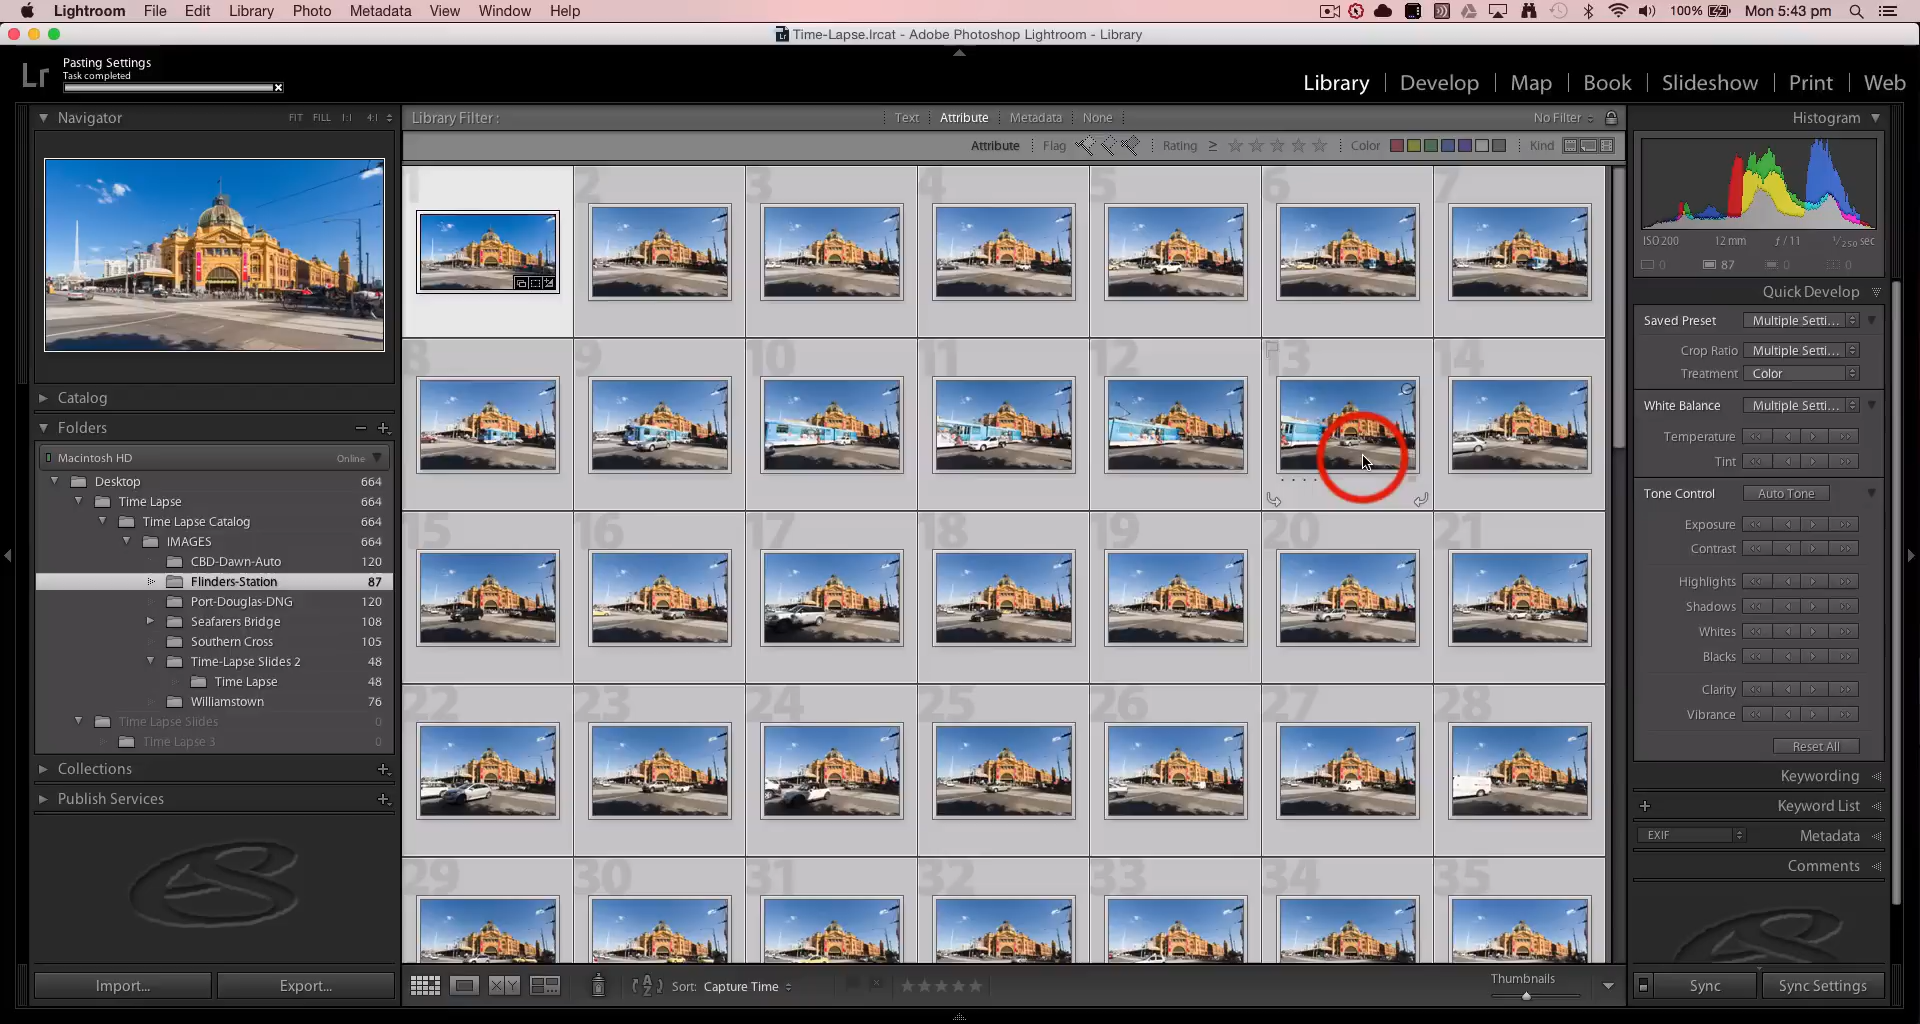 Lightroom File Edit Library Photo Metadata View Window Help 100% Mon 5:43 pm
Time-Lapse.lrcat - Adobe Photoshop Lightroom - Library
Lr
Pasting Settings
Task completed
Library Develop Map Book Slideshow Print Web
Navigator FIT FILL 1:1 4:1
Library Filter : Text Attribute Metadata None No Filter
Histogram
Attribute Flag Rating ≥ Color Kind
ISO 200 12 mm ƒ / 11 1/250 sec
0 87 0 0
1 2 3 4 5 6 7
8 9 10 11 12 13 14
15 16 17 18 19 20 21
22 23 24 25 26 27 28
29 30 31 32 33 34 35
Catalog
Folders
Macintosh HD Online
Desktop 664
Time Lapse 664
Time Lapse Catalog 664
IMAGES 664
CBD-Dawn-Auto 120
Flinders-Station 87
Port-Douglas-DNG 120
Seafarers Bridge 108
Southern Cross 105
Time-Lapse Slides 2 48
Time Lapse 48
Williamstown 76
Time Lapse Slides 0
Time Lapse 3 0
Collections
Publish Services
Import... Export...
Sort: Capture Time
Thumbnails
Quick Develop
Saved Preset Multiple Setti...
Crop Ratio Multiple Setti...
Treatment Color
White Balance Multiple Setti...
Temperature
Tint
Tone Control Auto Tone
Exposure
Contrast
Highlights
Shadows
Whites
Blacks
Clarity
Vibrance
Reset All
Keywording
Keyword List
EXIF Metadata
Comments
Sync Sync Settings